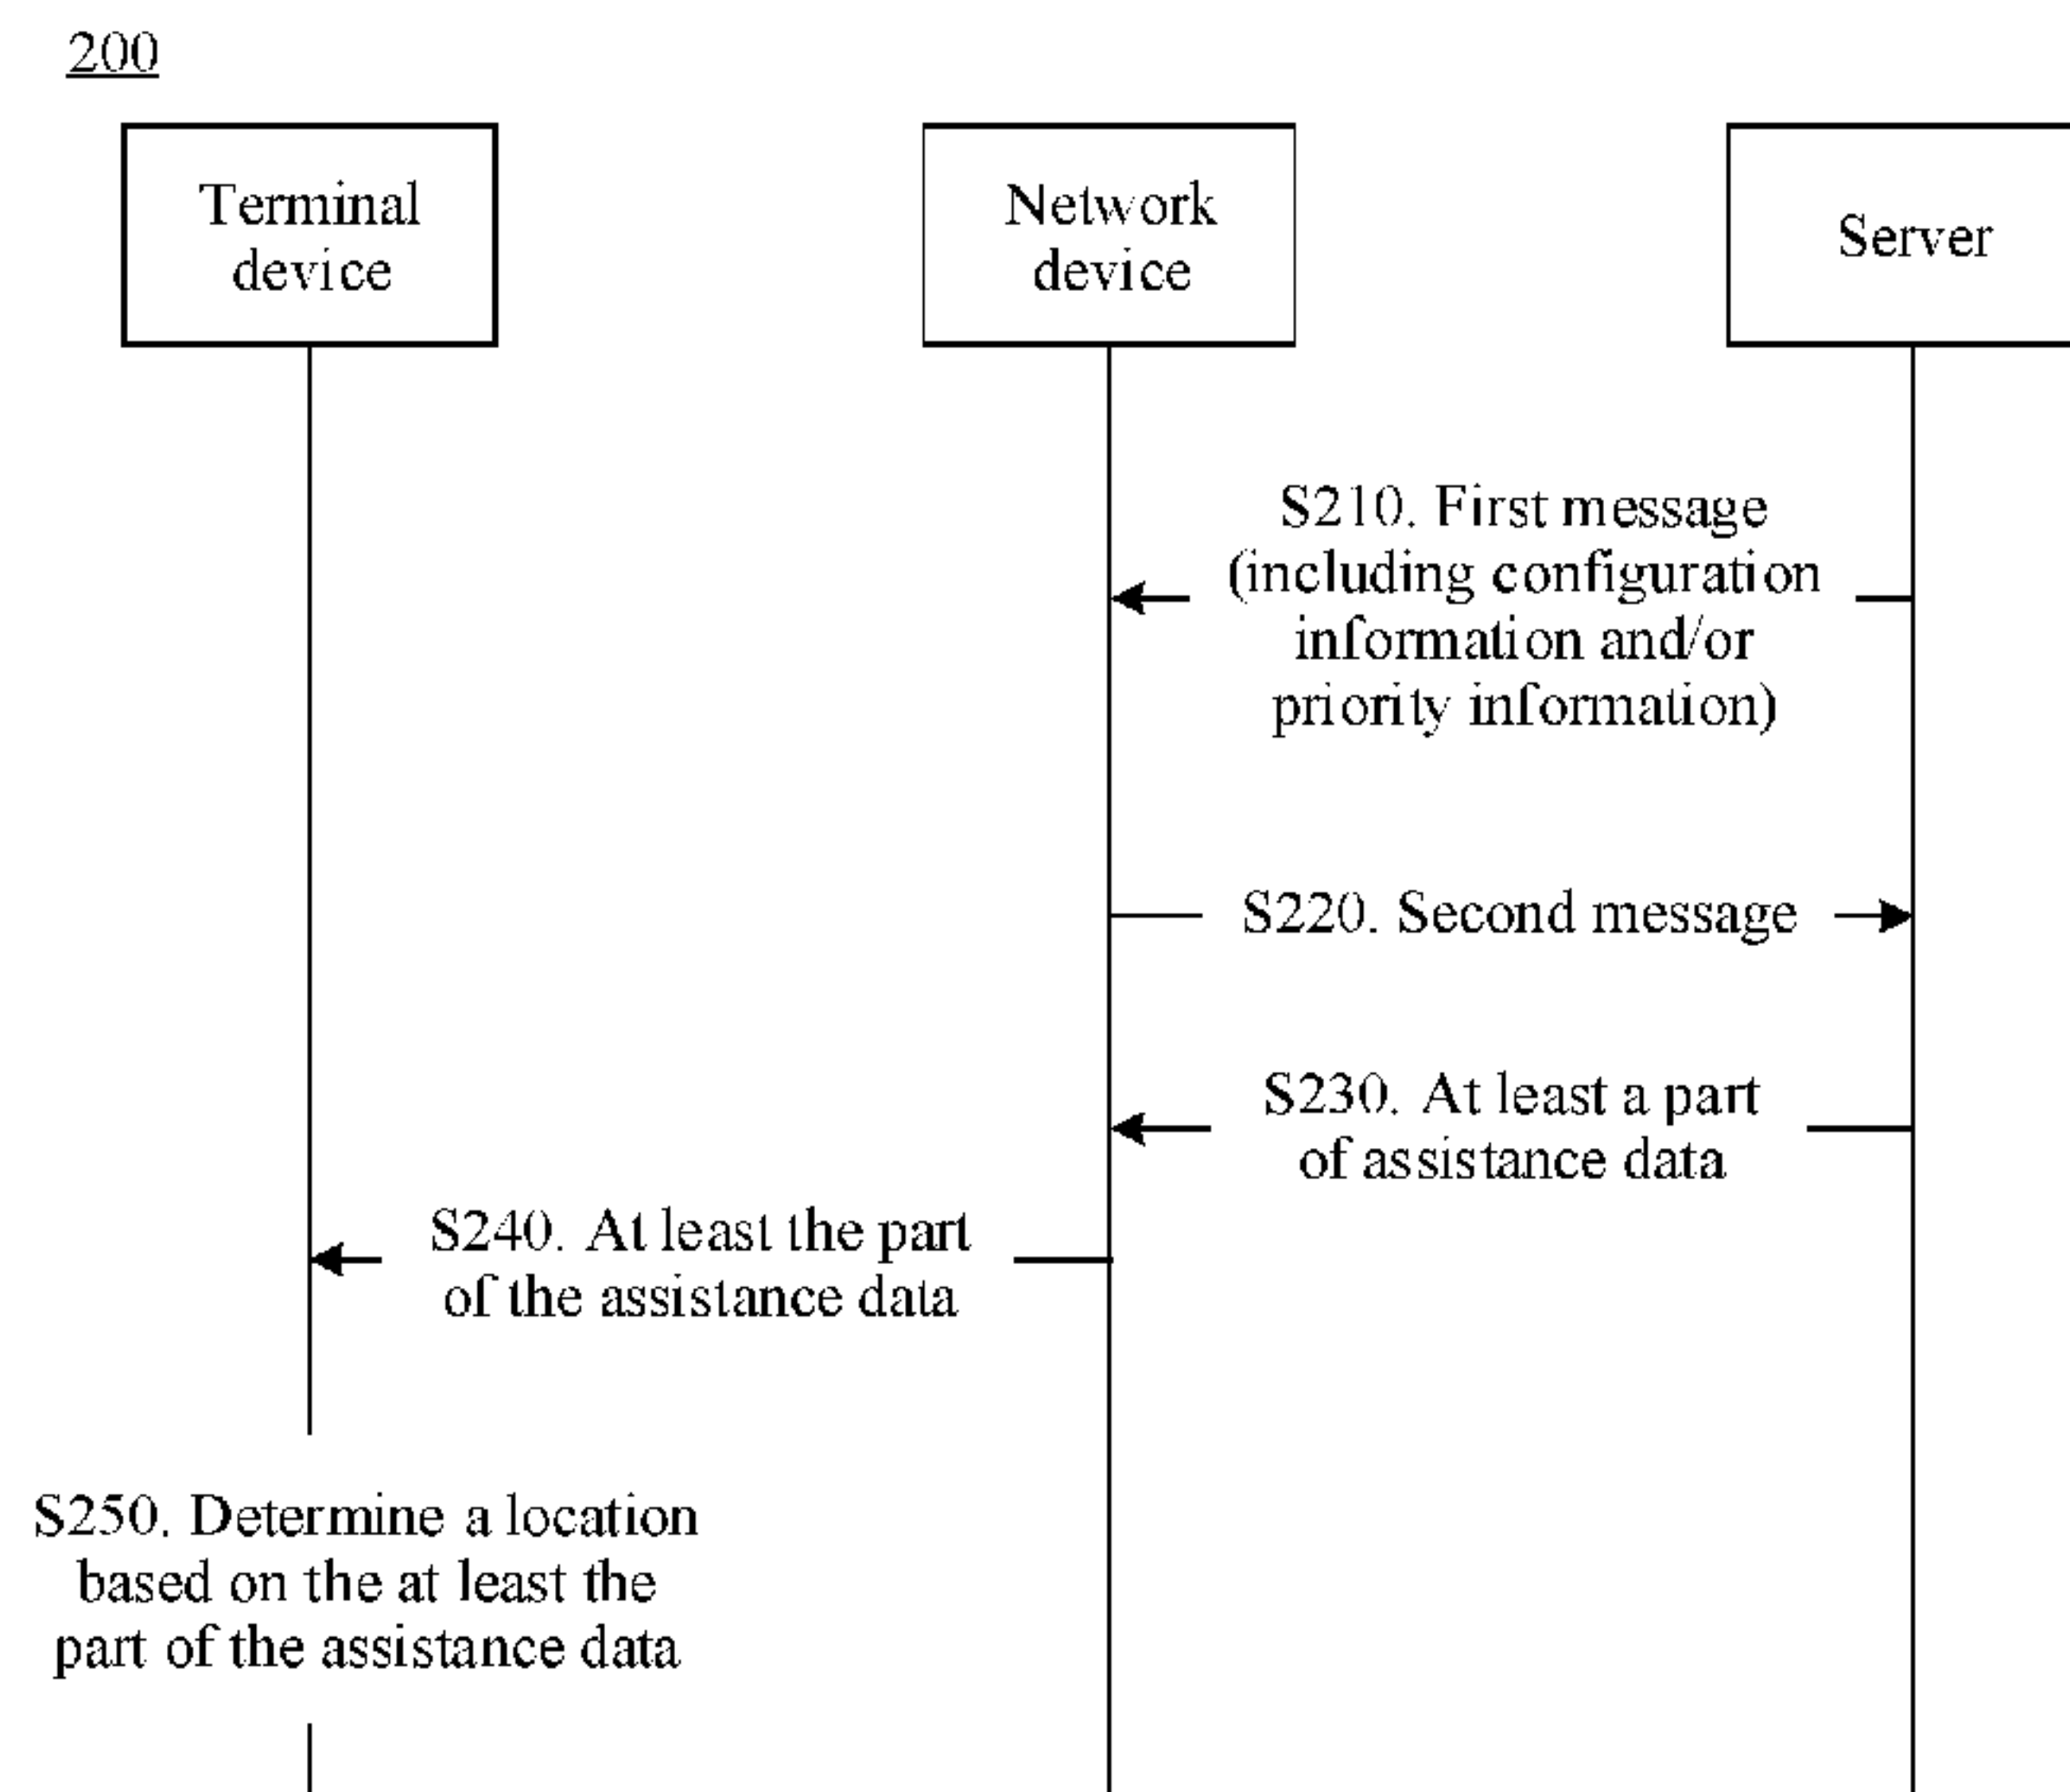 200
Terminal
device
Network
device
Server
S210. First message
(including configuration
information and/or
priority information)
S220. Second message
S230. At least a part
of assistance data
S240. At least the part
of the assistance data
S250. Determine a location
based on the at least the
part of the assistance data